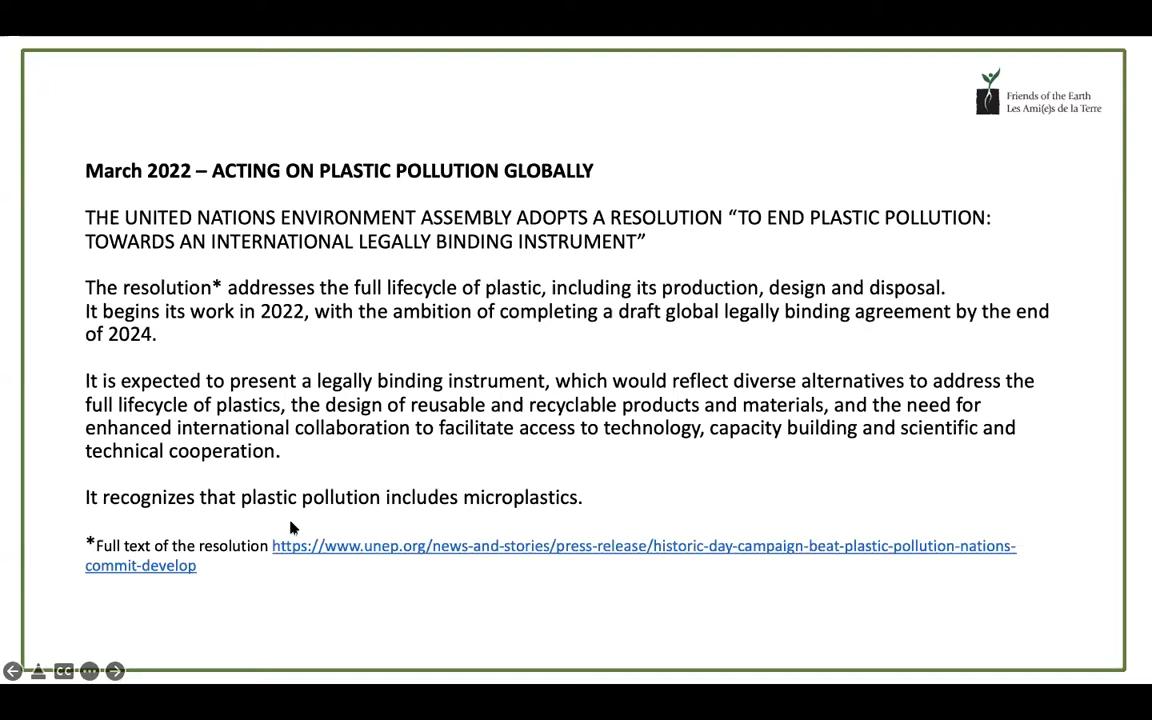 Friends of the Earth
Les Ami(e)s de la Terre
March 2022 – ACTING ON PLASTIC POLLUTION GLOBALLY
THE UNITED NATIONS ENVIRONMENT ASSEMBLY ADOPTS A RESOLUTION “TO END PLASTIC POLLUTION:
TOWARDS AN INTERNATIONAL LEGALLY BINDING INSTRUMENT”
The resolution* addresses the full lifecycle of plastic, including its production, design and disposal.
It begins its work in 2022, with the ambition of completing a draft global legally binding agreement by the end
of 2024.
It is expected to present a legally binding instrument, which would reflect diverse alternatives to address the
full lifecycle of plastics, the design of reusable and recyclable products and materials, and the need for
enhanced international collaboration to facilitate access to technology, capacity building and scientific and
technical cooperation.
It recognizes that plastic pollution includes microplastics.
*Full text of the resolution https://www.unep.org/news-and-stories/press-release/historic-day-campaign-beat-plastic-pollution-nations-
commit-develop
CC